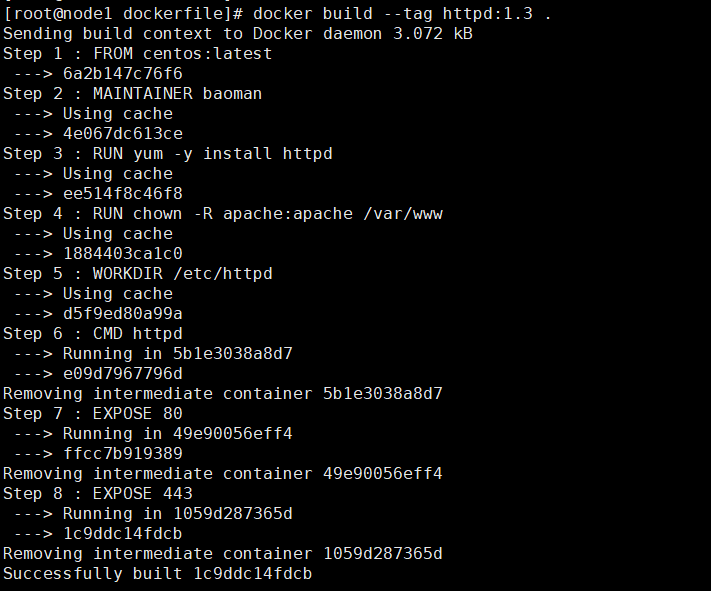 [root@node1 dockerfile]# docker build --tag httpd:1.3 .
Sending build context to Docker daemon 3.072 kB
Step 1 : FROM centos:latest
 ---> 6a2b147c76f6
Step 2 : MAINTAINER baoman
 ---> Using cache
 ---> 4e067dc613ce
Step 3 : RUN yum -y install httpd
 ---> Using cache
 ---> ee514f8c46f8
Step 4 : RUN chown -R apache:apache /var/www
 ---> Using cache
 ---> 1884403ca1c0
Step 5 : WORKDIR /etc/httpd
 ---> Using cache
 ---> d5f9ed80a99a
Step 6 : CMD httpd
 ---> Running in 5b1e3038a8d7
 ---> e09d7967796d
Removing intermediate container 5b1e3038a8d7
Step 7 : EXPOSE 80
 ---> Running in 49e90056eff4
 ---> ffcc7b919389
Removing intermediate container 49e90056eff4
Step 8 : EXPOSE 443
 ---> Running in 1059d287365d
 ---> 1c9ddc14fdcb
Removing intermediate container 1059d287365d
Successfully built 1c9ddc14fdcb